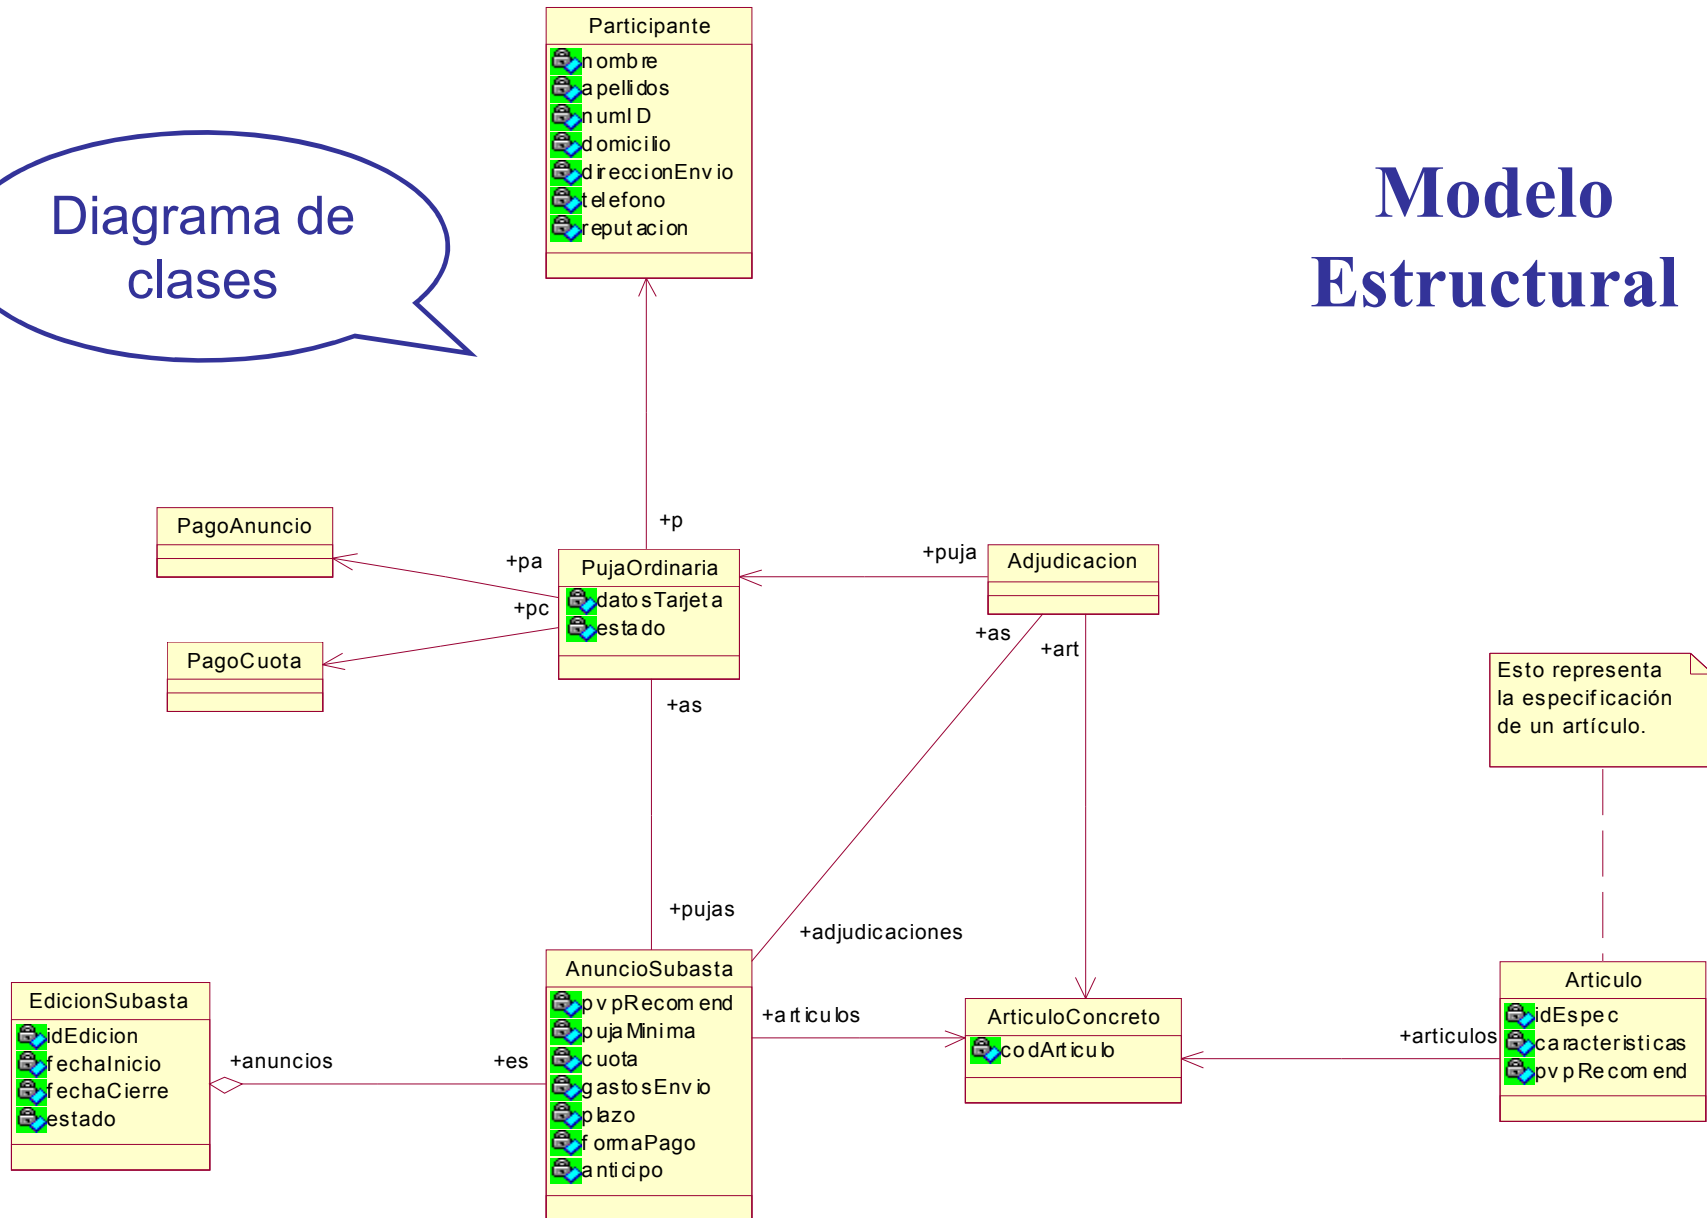 Participante
nombre
apellidos
numID
domicilio
direccionEnvio
telefono
reputacion
Diagrama de
clases
Modelo
Estructural
PagoAnuncio
PagoCuota
+pa
+pc
+p
PujaOrdinaria
datosTarjeta
estado
+as
+pujas
+puja
Adjudicacion
+as
+art
+adjudicaciones
Esto representa
la especificación
de un artículo.
EdicionSubasta
idEdicion
fechaInicio
fechaCierre
estado
+anuncios
+es
AnuncioSubasta
pvpRecomend
pujaMinima
cuota
gastosEnvio
plazo
formaPago
anticipo
+articulos
ArticuloConcreto
codArticulo
+articulos
Articulo
idEspec
caracteristicas
pvpRecomend